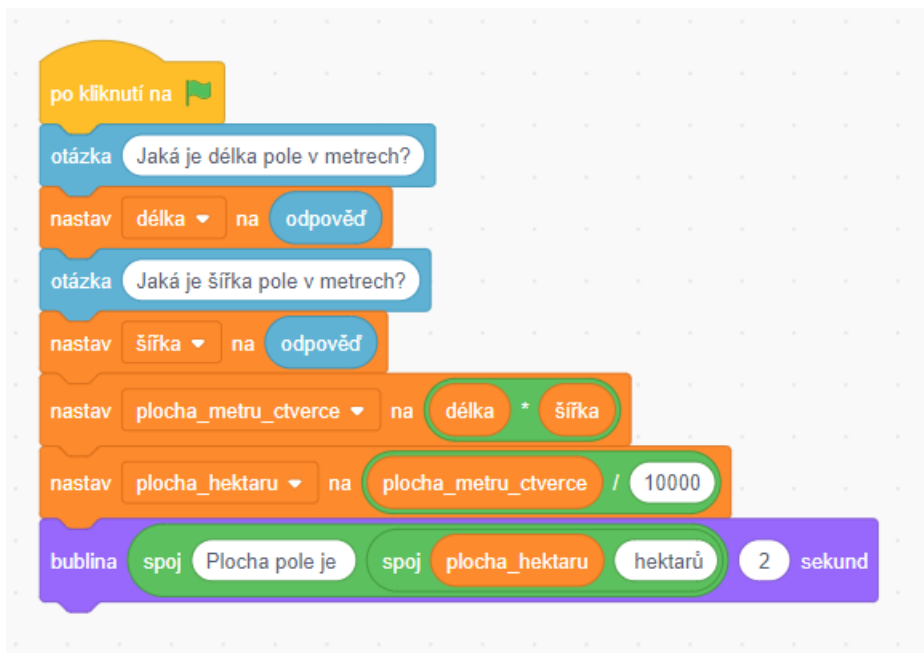 po kliknutí na
otázka Jaká je délka pole v metrech?
nastav délka na odpověď
otázka Jaká je šířka pole v metrech?
nastav šířka na odpověď
nastav plocha_metru_ctverce na délka * šířka
nastav plocha_hektaru na plocha_metru_ctverce / 10000
bublina spoj Plocha pole je spoj plocha_hektaru hektarů 2 sekund